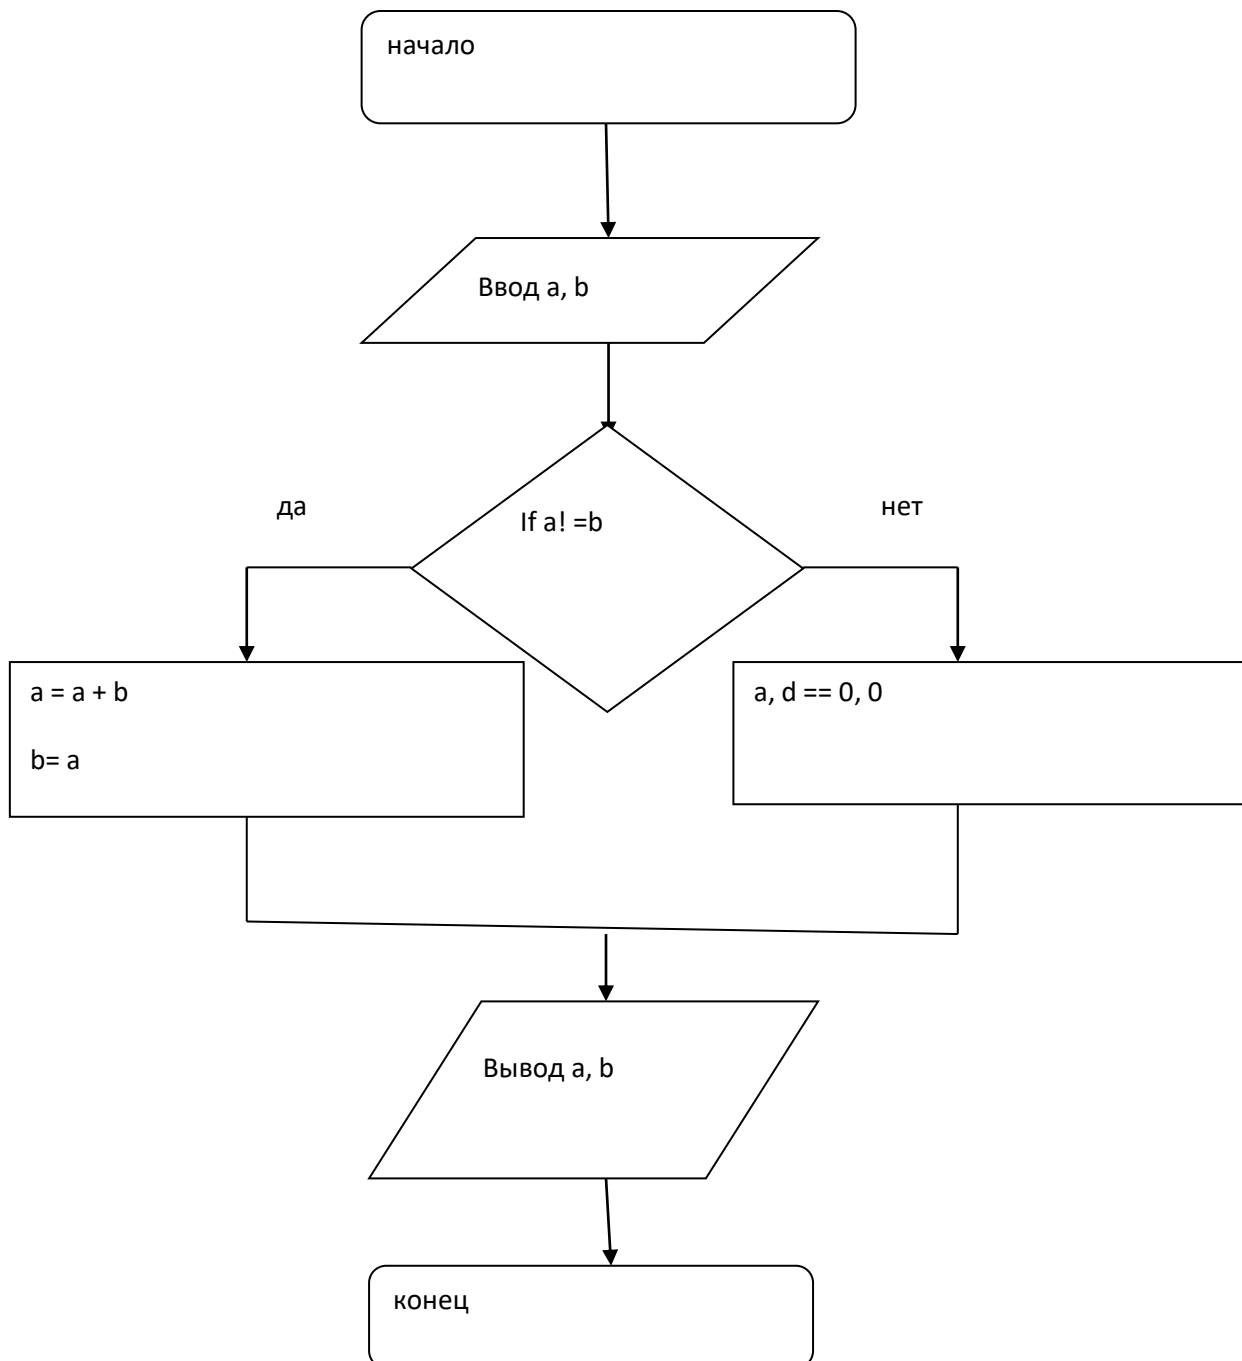 начало
Ввод a, b
да
If a! =b
нет
a = a + b
b= a
a, d == 0, 0
Вывод a, b
конец